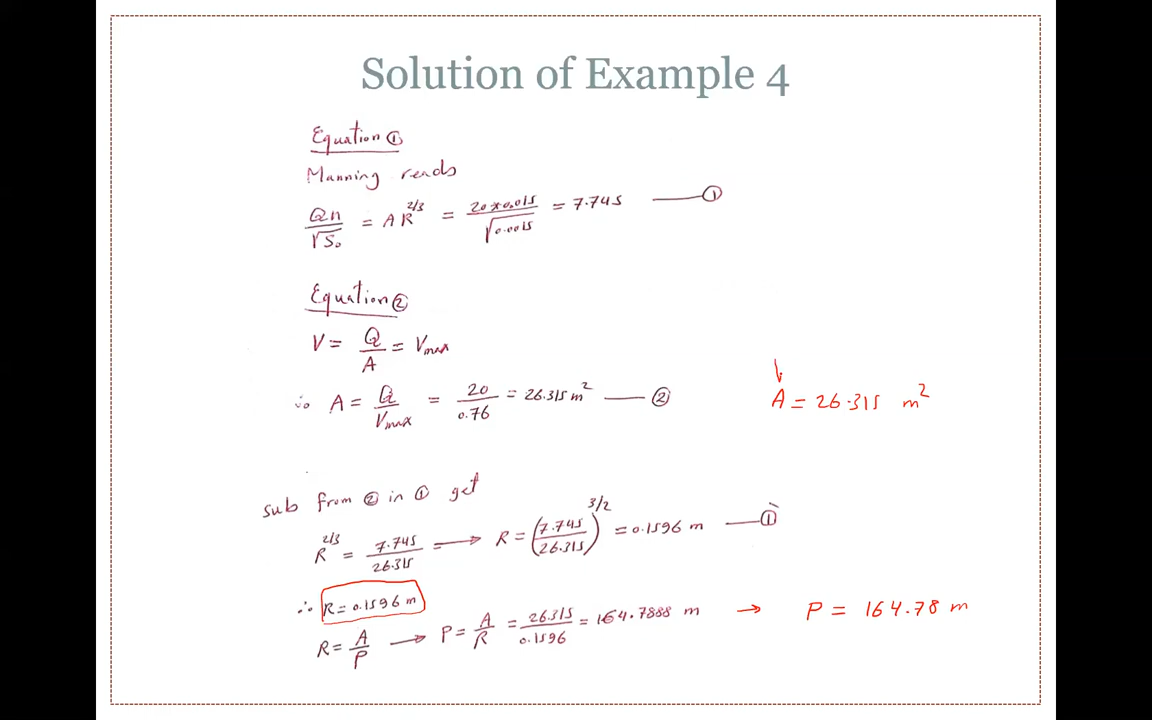 Solution of Example 4
Equation ①
Manning reads
Qn/√S₀ = A R^2/3 = 20*0.015/√0.0015 = 7.745 —— ①
Equation ②
V = Q/A = Vmax
∴ A = Q/Vmax = 20/0.76 = 26.315 m² —— ②
A = 26.315 m²
sub from ② in ① get
R^2/3 = 7.745/26.315 → R = (7.745/26.315)^3/2 = 0.1596 m —— ①`
∴ R = 0.1596 m
R = A/P → P = A/R = 26.315/0.1596 = 164.7888 m → P = 164.78 m